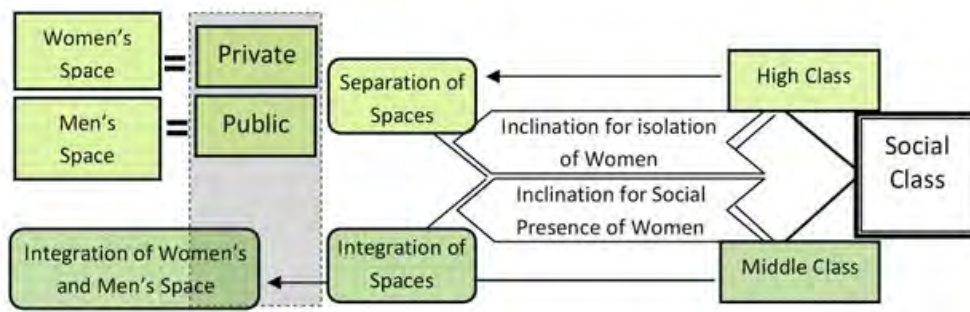 Women's
Space
=
Private
Men's
Space
=
Public
Separation of
Spaces
High Class
Inclination for isolation
of Women
Social
Class
Inclination for Social
Presence of Women
Integration of Women's
and Men's Space
Integration of
Spaces
Middle Class